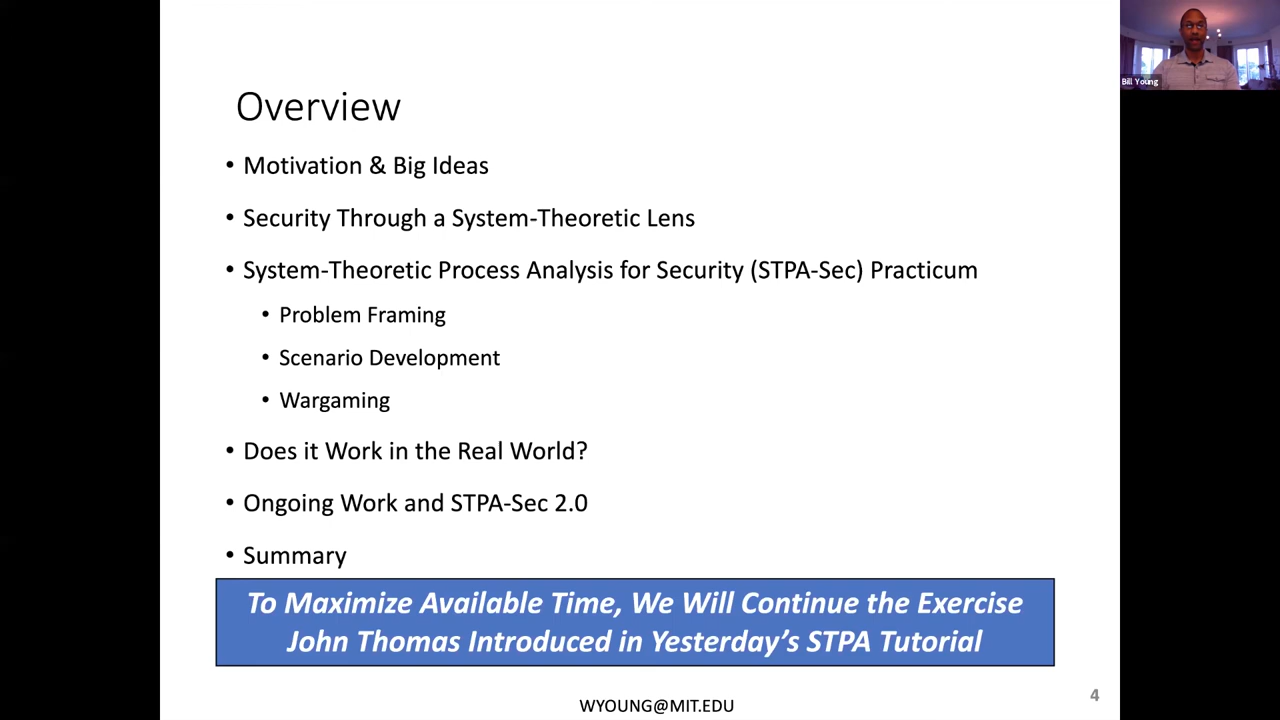 Bill Young
Overview
• Motivation & Big Ideas
• Security Through a System-Theoretic Lens
• System-Theoretic Process Analysis for Security (STPA-Sec) Practicum
• Problem Framing
• Scenario Development
• Wargaming
• Does it Work in the Real World?
• Ongoing Work and STPA-Sec 2.0
• Summary
To Maximize Available Time, We Will Continue the Exercise
John Thomas Introduced in Yesterday's STPA Tutorial
WYOUNG@MIT.EDU
4